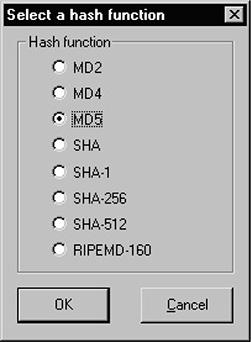 Select a hash function
Hash function
MD2
MD4
MD5
SHA
SHA-1
SHA-256
SHA-512
RIPEMD-160
OK
Cancel